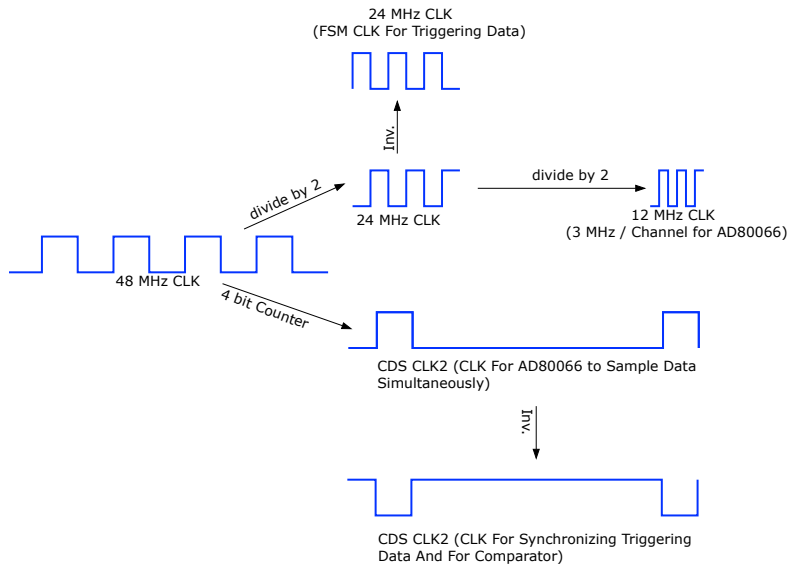 24 MHz CLK
(FSM CLK For Triggering Data)
Inv.
divide by 2
24 MHz CLK
divide by 2
12 MHz CLK
(3 MHz / Channel for AD80066)
48 MHz CLK
4 bit Counter
CDS CLK2 (CLK For AD80066 to Sample Data
Simultaneously)
Inv.
CDS CLK2 (CLK For Synchronizing Triggering
Data And For Comparator)